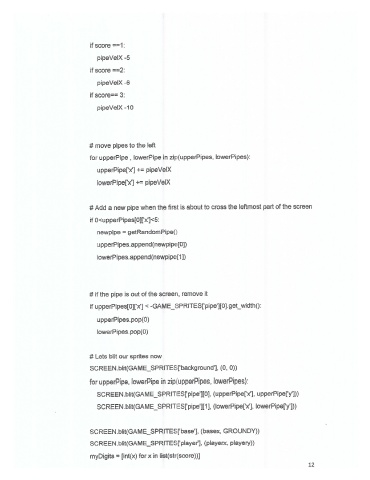 if score ==1:
pipeVelX -5
if score ==2:
pipeVelX -8
if score== 3:
pipeVelX -10
# move pipes to the left
for upperPipe , lowerPipe in zip(upperPipes, lowerPipes):
upperPipe['x'] += pipeVelX
lowerPipe['x'] += pipeVelX
# Add a new pipe when the first is about to cross the leftmost part of the screen
if 0<upperPipes[0]['x']<5:
newpipe = getRandomPipe()
upperPipes.append(newpipe[0])
lowerPipes.append(newpipe[1])
# if the pipe is out of the screen, remove it
if upperPipes[0]['x'] < -GAME_SPRITES['pipe'][0].get_width():
upperPipes.pop(0)
lowerPipes.pop(0)
# Lets blit our sprites now
SCREEN.blit(GAME_SPRITES['background'], (0, 0))
for upperPipe, lowerPipe in zip(upperPipes, lowerPipes):
SCREEN.blit(GAME_SPRITES['pipe'][0], (upperPipe['x'], upperPipe['y']))
SCREEN.blit(GAME_SPRITES['pipe'][1], (lowerPipe['x'], lowerPipe['y']))
SCREEN.blit(GAME_SPRITES['base'], (basex, GROUNDY))
SCREEN.blit(GAME_SPRITES['player'], (playerx, playery))
myDigits = [int(x) for x in list(str(score))]
12